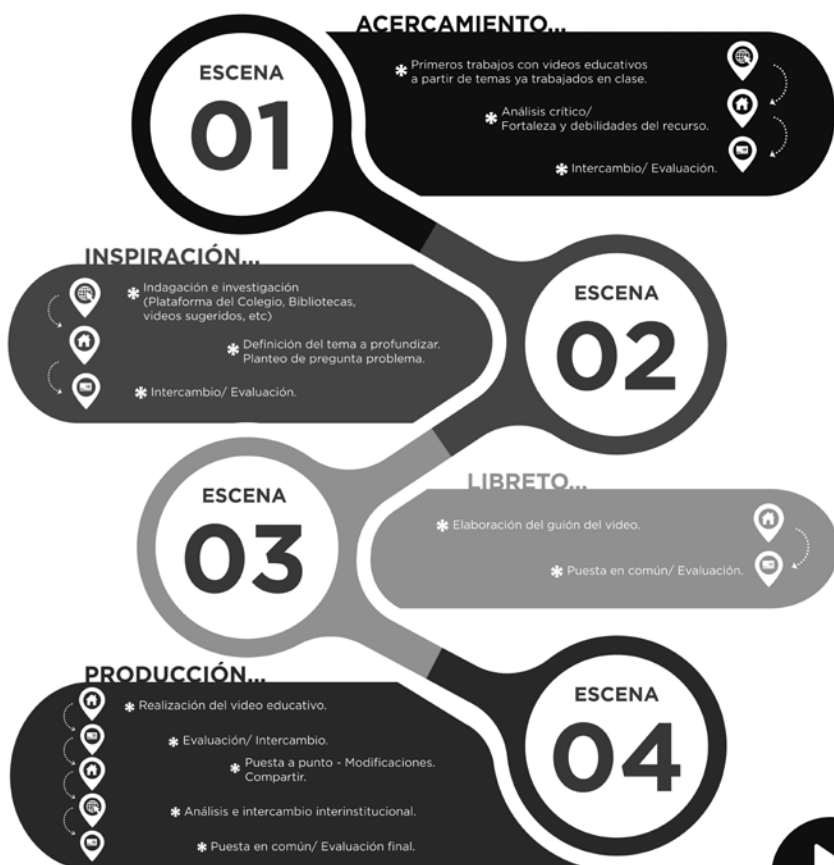 ACERCAMIENTO...
ESCENA
01
* Primeros trabajos con videos educativos
a partir de temas ya trabajados en clase.
* Análisis crítico/
Fortaleza y debilidades del recurso.
* Intercambio/ Evaluación.
INSPIRACIÓN...
* Indagación e investigación
(Plataforma del Colegio, Bibliotecas,
videos sugeridos, etc)
* Definición del tema a profundizar.
Planteo de pregunta problema.
* Intercambio/ Evaluación.
ESCENA
02
ESCENA
03
LIBRETO...
* Elaboración del guión del video.
* Puesta en común/ Evaluación.
PRODUCCIÓN...
* Realización del video educativo.
* Evaluación/ Intercambio.
* Puesta a punto - Modificaciones.
Compartir.
* Análisis e intercambio interinstitucional.
* Puesta en común/ Evaluación final.
ESCENA
04